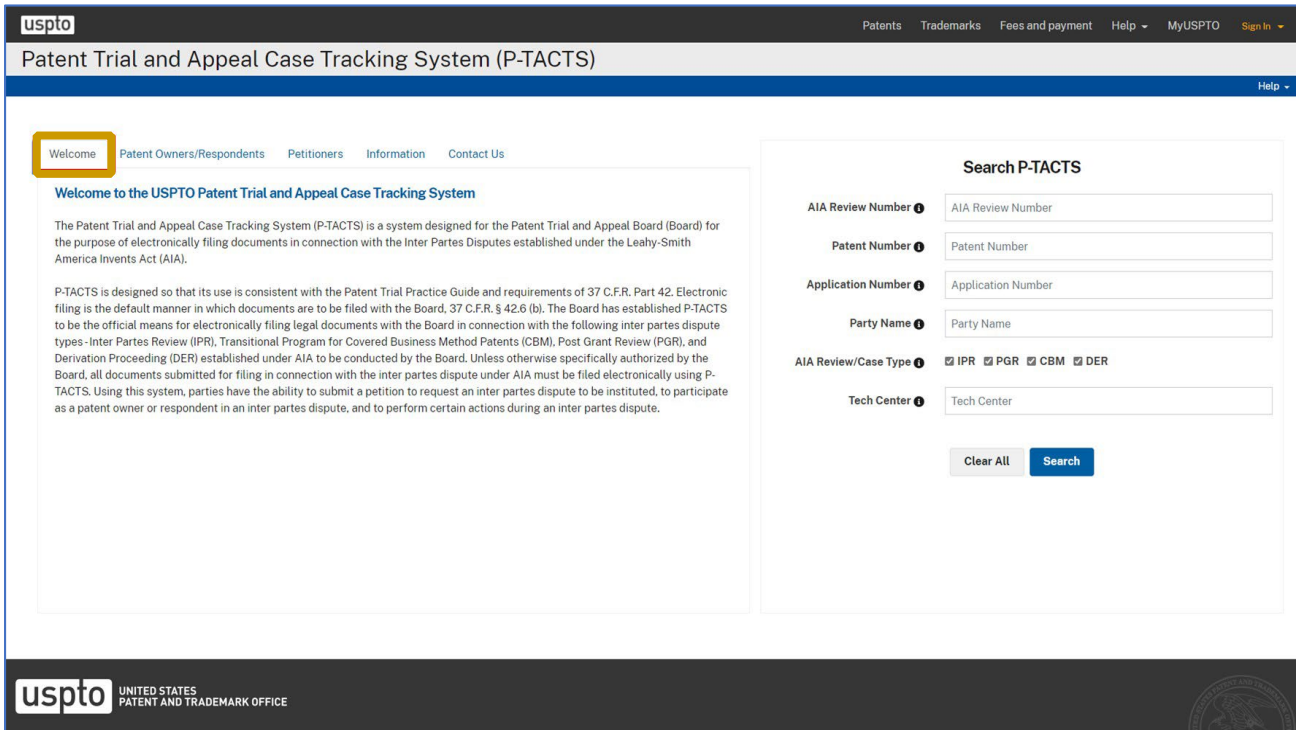 uspto
Patents Trademarks Fees and payment Help MyUSPTO Sign In
Patent Trial and Appeal Case Tracking System (P-TACTS)
Help
Welcome Patent Owners/Respondents Petitioners Information Contact Us
Welcome to the USPTO Patent Trial and Appeal Case Tracking System
The Patent Trial and Appeal Case Tracking System (P-TACTS) is a system designed for the Patent Trial and Appeal Board (Board) for
the purpose of electronically filing documents in connection with the Inter Partes Disputes established under the Leahy-Smith
America Invents Act (AIA).
P-TACTS is designed so that its use is consistent with the Patent Trial Practice Guide and requirements of 37 C.F.R. Part 42. Electronic
filing is the default manner in which documents are to be filed with the Board, 37 C.F.R. § 42.6 (b). The Board has established P-TACTS
to be the official means for electronically filing legal documents with the Board in connection with the following inter partes dispute
types - Inter Partes Review (IPR), Transitional Program for Covered Business Method Patents (CBM), Post Grant Review (PGR), and
Derivation Proceeding (DER) established under AIA to be conducted by the Board. Unless otherwise specifically authorized by the
Board, all documents submitted for filing in connection with the inter partes dispute under AIA must be filed electronically using P-
TACTS. Using this system, parties have the ability to submit a petition to request an inter partes dispute to be instituted, to participate
as a patent owner or respondent in an inter partes dispute, and to perform certain actions during an inter partes dispute.
Search P-TACTS
AIA Review Number AIA Review Number
Patent Number Patent Number
Application Number Application Number
Party Name Party Name
AIA Review/Case Type IPR PGR CBM DER
Tech Center Tech Center
Clear All Search
uspto UNITED STATES
PATENT AND TRADEMARK OFFICE